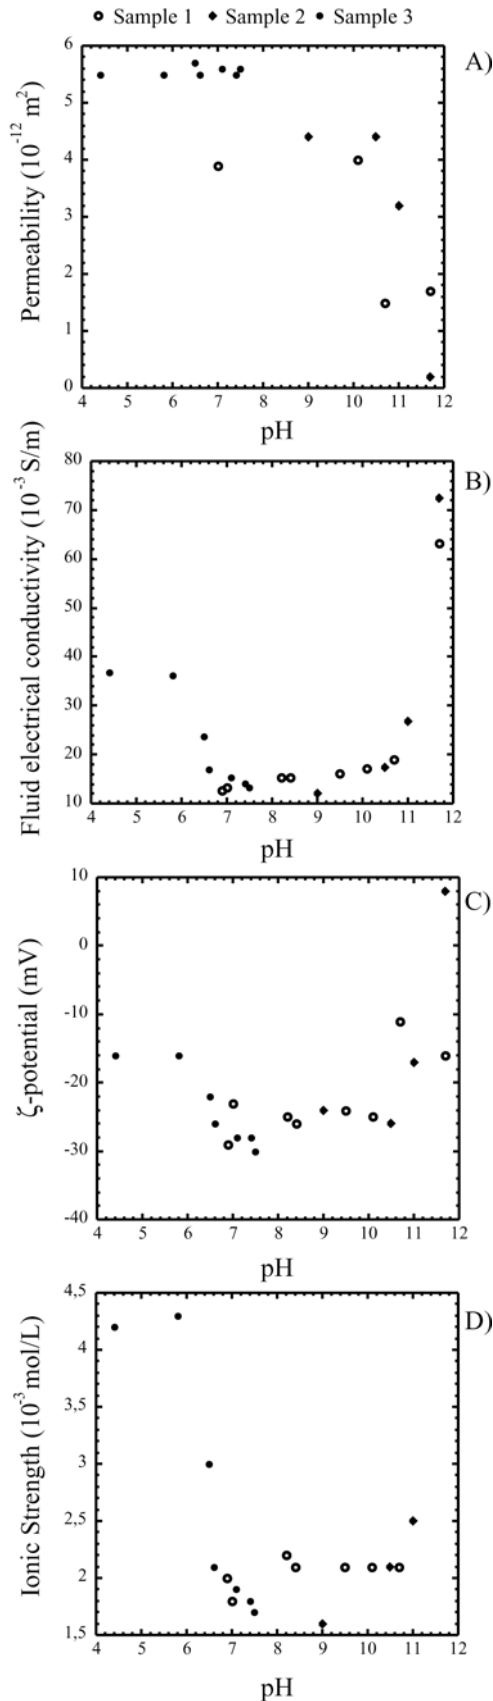 Sample 1 Sample 2 Sample 3
A)
Permeability (10⁻¹² m²)
6
5
4
3
2
1
0
4 5 6 7 8 9 10 11 12
pH
B)
Fluid electrical conductivity (10⁻³ S/m)
80
70
60
50
40
30
20
10
4 5 6 7 8 9 10 11 12
pH
C)
ζ-potential (mV)
10
0
-10
-20
-30
-40
4 5 6 7 8 9 10 11 12
pH
D)
Ionic Strength (10⁻³ mol/L)
4,5
4
3,5
3
2,5
2
1,5
4 5 6 7 8 9 10 11 12
pH